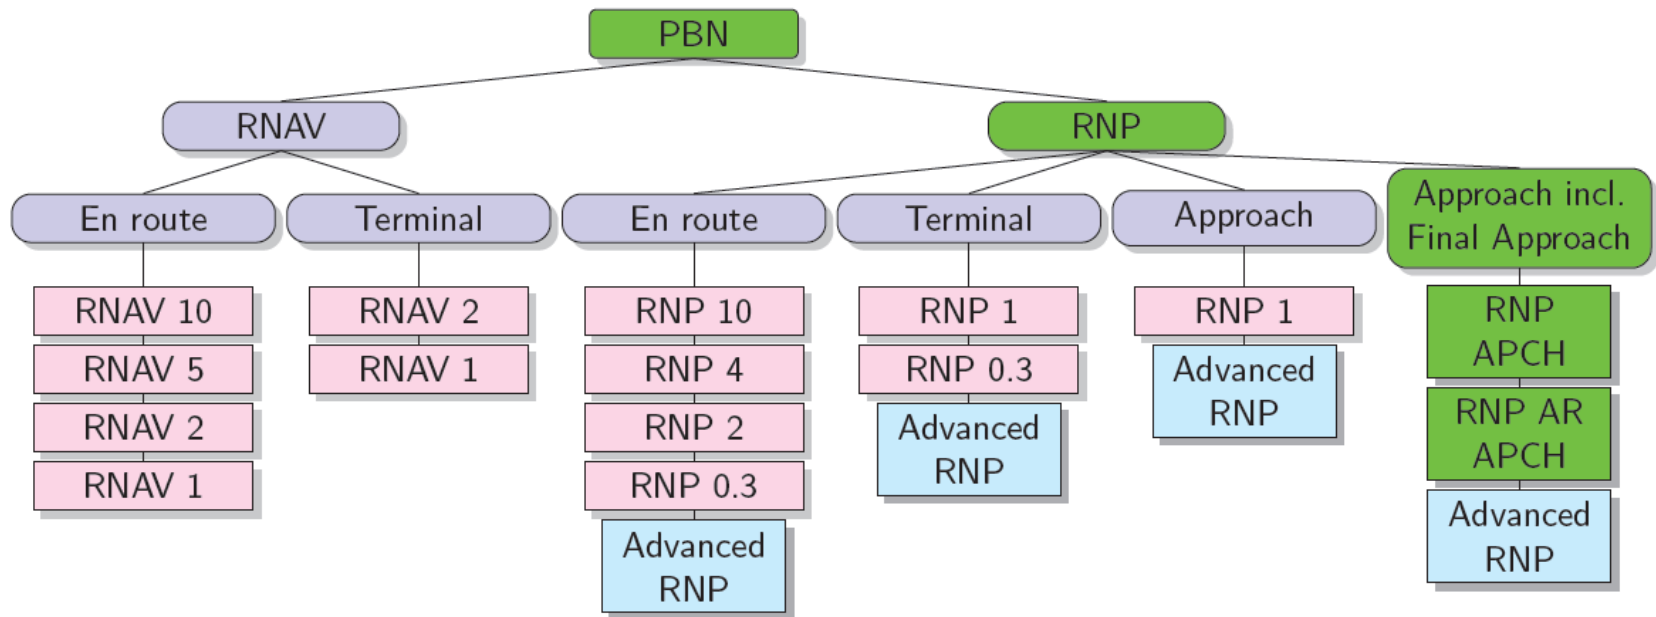 PBN
RNAV
RNP
En route
Terminal
En route
Terminal
Approach
Approach incl.
Final Approach
RNAV 10
RNAV 5
RNAV 2
RNAV 1
RNAV 2
RNAV 1
RNP 10
RNP 4
RNP 2
RNP 0.3
Advanced
RNP
RNP 1
RNP 0.3
Advanced
RNP
RNP 1
Advanced
RNP
RNP
APCH
RNP AR
APCH
Advanced
RNP